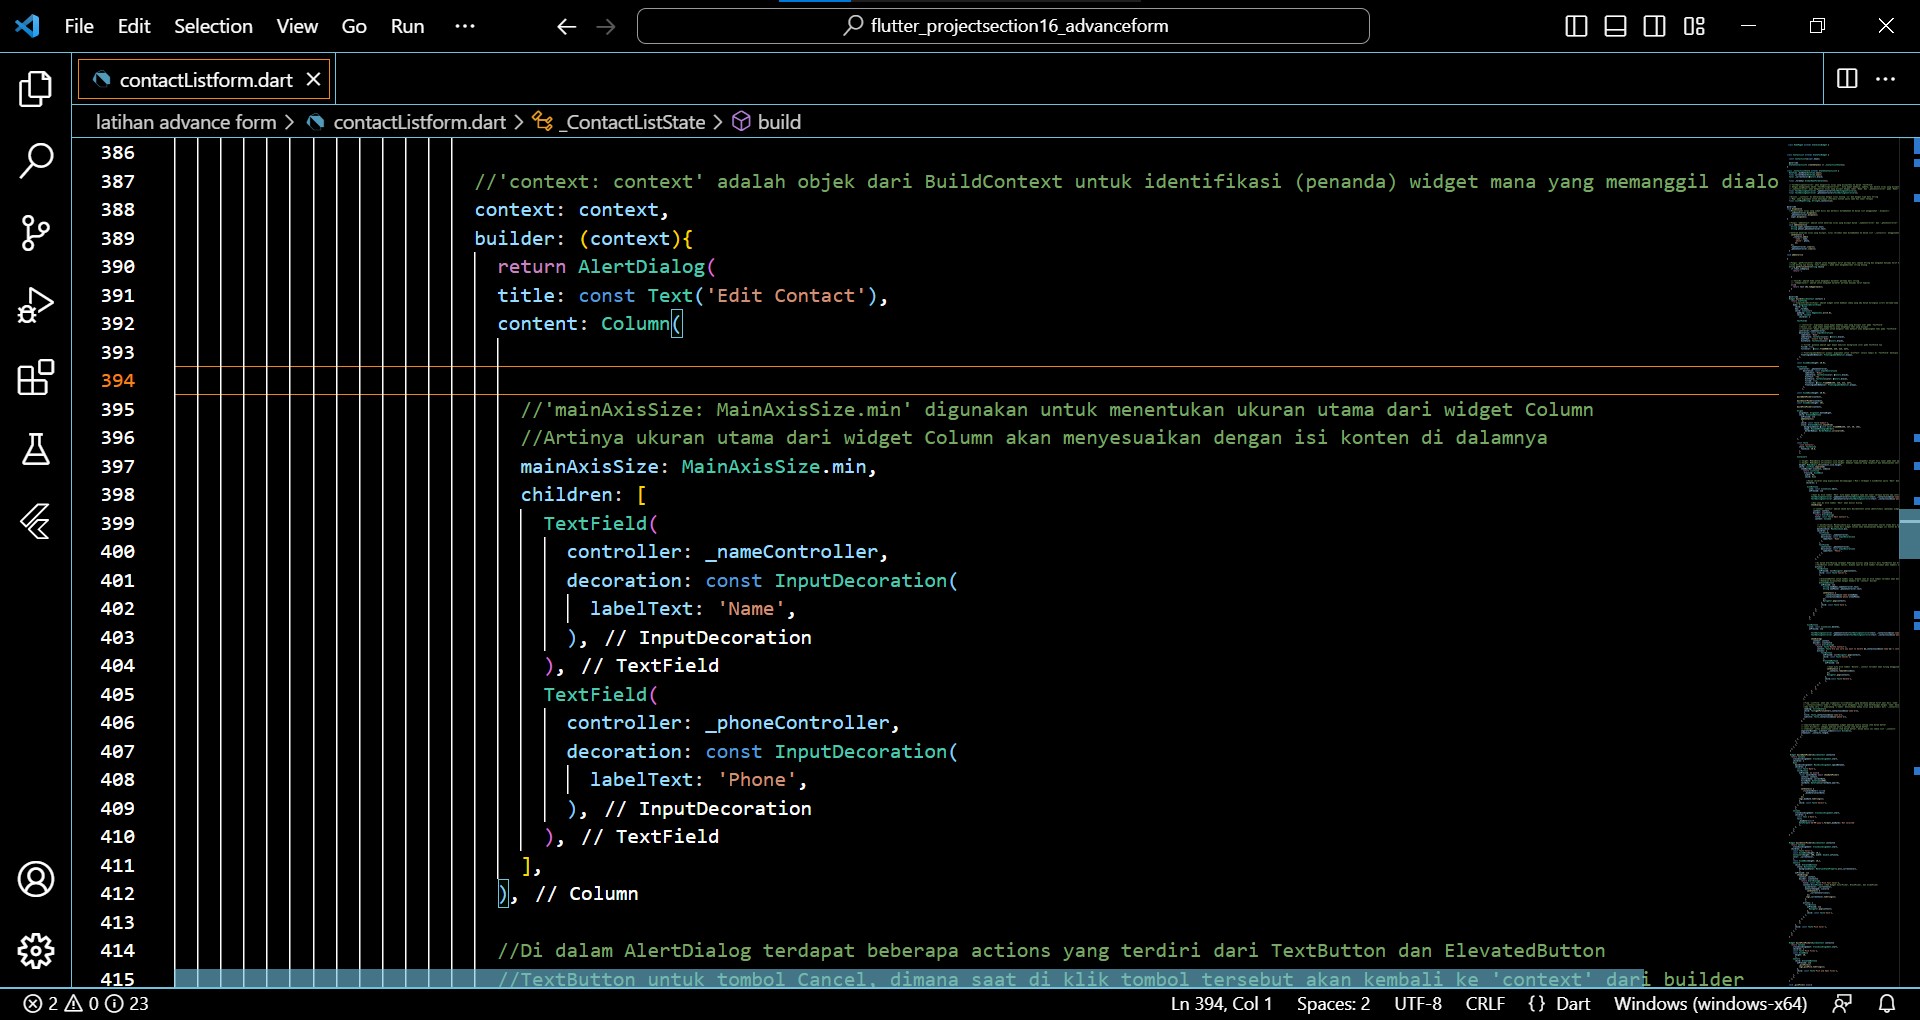 File Edit Selection View Go Run ···
flutter_projectsection16_advanceform
contactListform.dart
latihan advance form > contactListform.dart > _ContactListState > build
386
387 //'context: context' adalah objek dari BuildContext untuk identifikasi (penanda) widget mana yang memanggil dialo
388 context: context,
389 builder: (context){
390 return AlertDialog(
391 title: const Text('Edit Contact'),
392 content: Column(
393
394
395 //'mainAxisSize: MainAxisSize.min' digunakan untuk menentukan ukuran utama dari widget Column
396 //Artinya ukuran utama dari widget Column akan menyesuaikan dengan isi konten di dalamnya
397 mainAxisSize: MainAxisSize.min,
398 children: [
399 TextField(
400 controller: _nameController,
401 decoration: const InputDecoration(
402 labelText: 'Name',
403 ), // InputDecoration
404 ), // TextField
405 TextField(
406 controller: _phoneController,
407 decoration: const InputDecoration(
408 labelText: 'Phone',
409 ), // InputDecoration
410 ), // TextField
411 ],
412 ), // Column
413
414 //Di dalam AlertDialog terdapat beberapa actions yang terdiri dari TextButton dan ElevatedButton
415 //TextButton untuk tombol Cancel, dimana saat di klik tombol tersebut akan kembali ke 'context' dari builder
2 0 23 Ln 394, Col 1 Spaces: 2 UTF-8 CRLF {} Dart Windows (windows-x64)